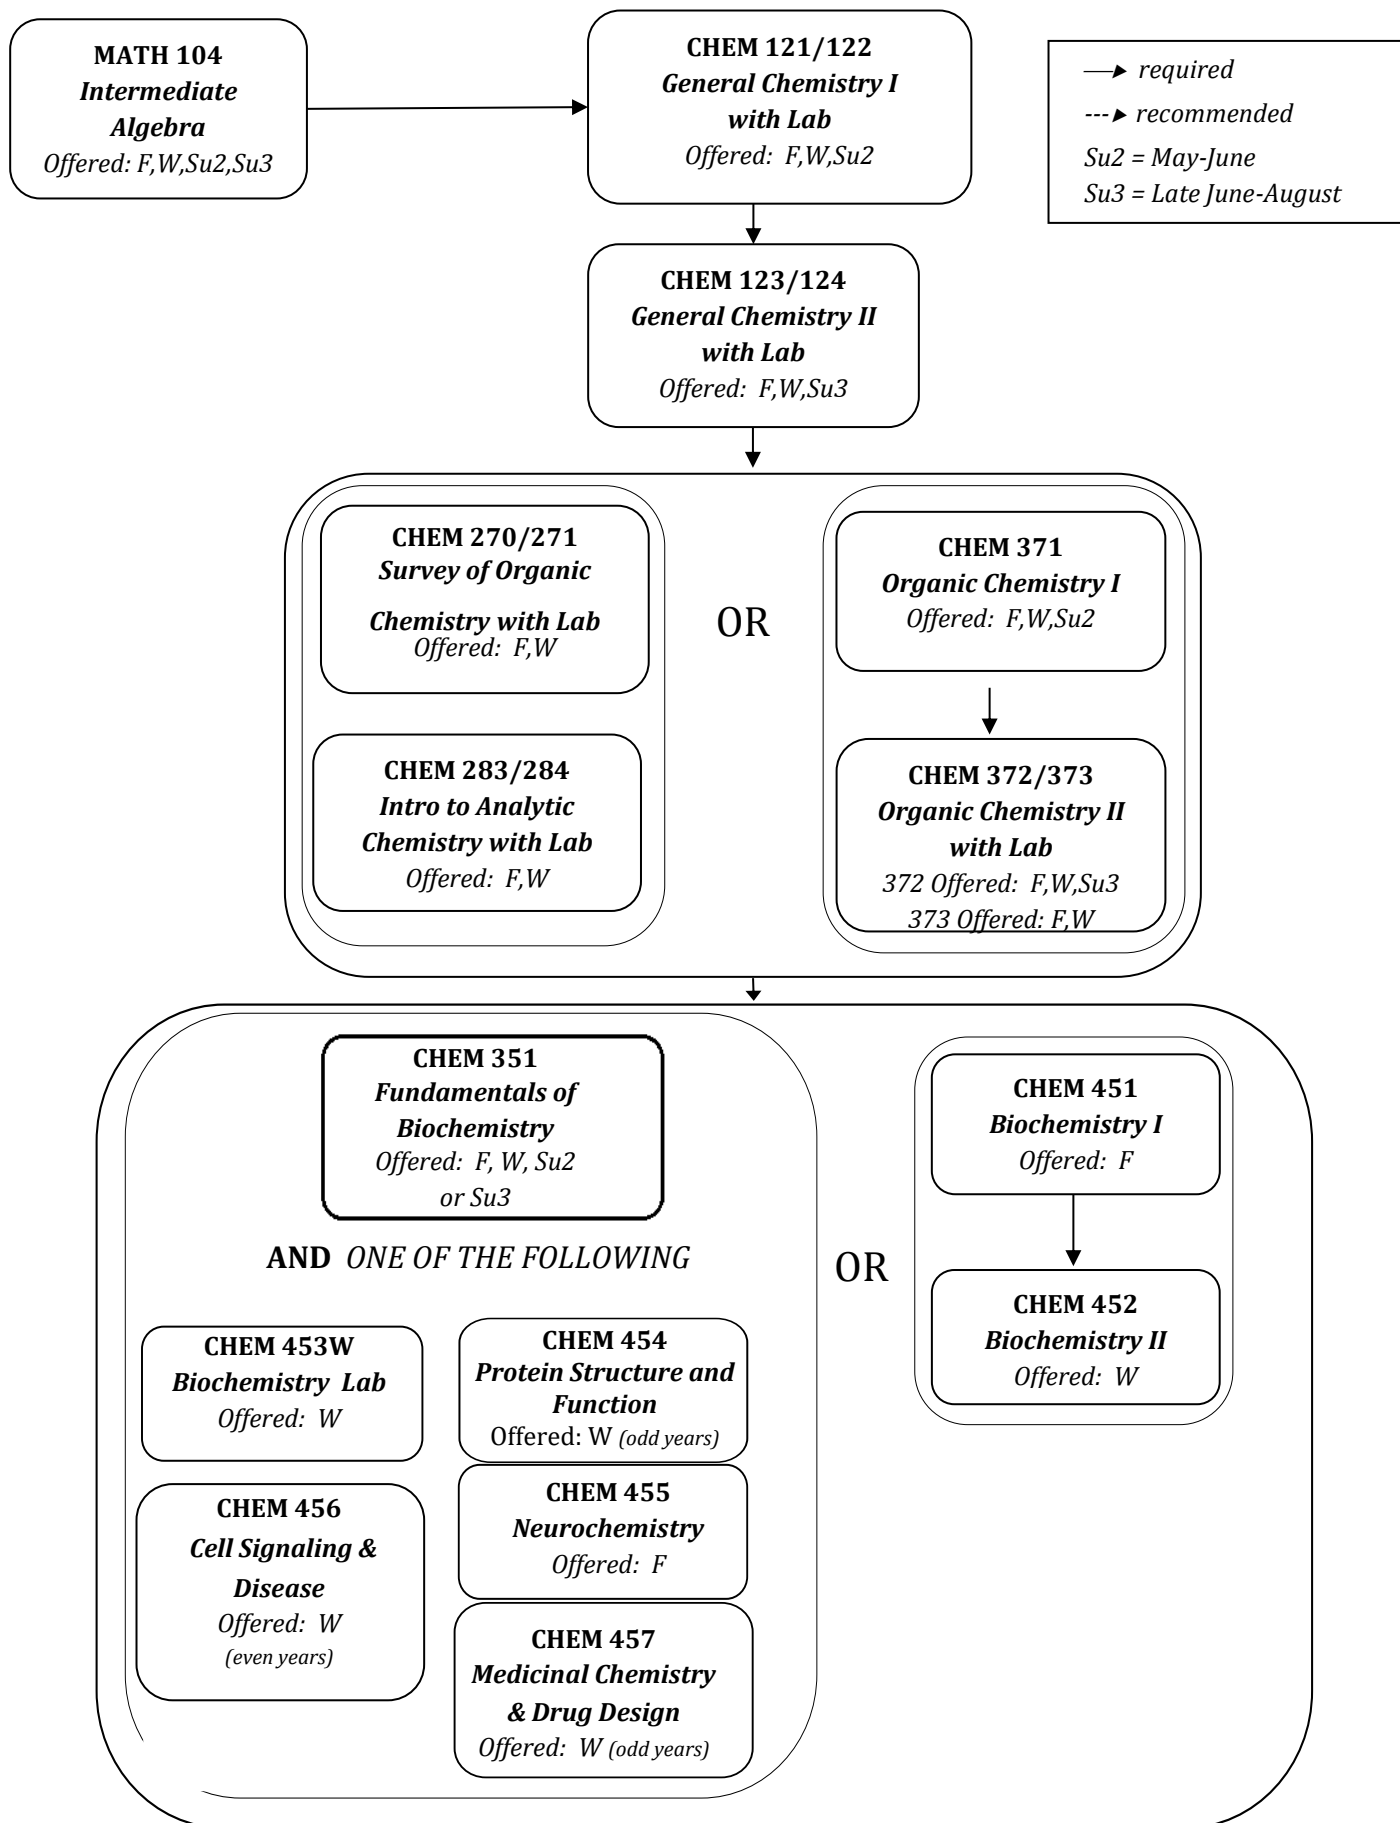 MATH 104
Intermediate
Algebra
Offered: F,W,Su2,Su3
CHEM 121/122
General Chemistry I
with Lab
Offered: F,W,Su2
required
recommended
Su2 = May-June
Su3 = Late June-August
CHEM 123/124
General Chemistry II
with Lab
Offered: F,W,Su3
CHEM 270/271
Survey of Organic
Chemistry with Lab
Offered: F,W
CHEM 283/284
Intro to Analytic
Chemistry with Lab
Offered: F,W
OR
CHEM 371
Organic Chemistry I
Offered: F,W,Su2
CHEM 372/373
Organic Chemistry II
with Lab
372 Offered: F,W,Su3
373 Offered: F,W
CHEM 351
Fundamentals of
Biochemistry
Offered: F, W, Su2
or Su3
AND ONE OF THE FOLLOWING
CHEM 453W
Biochemistry Lab
Offered: W
CHEM 454
Protein Structure and
Function
Offered: W (odd years)
CHEM 456
Cell Signaling &
Disease
Offered: W
(even years)
CHEM 455
Neurochemistry
Offered: F
CHEM 457
Medicinal Chemistry
& Drug Design
Offered: W (odd years)
OR
CHEM 451
Biochemistry I
Offered: F
CHEM 452
Biochemistry II
Offered: W